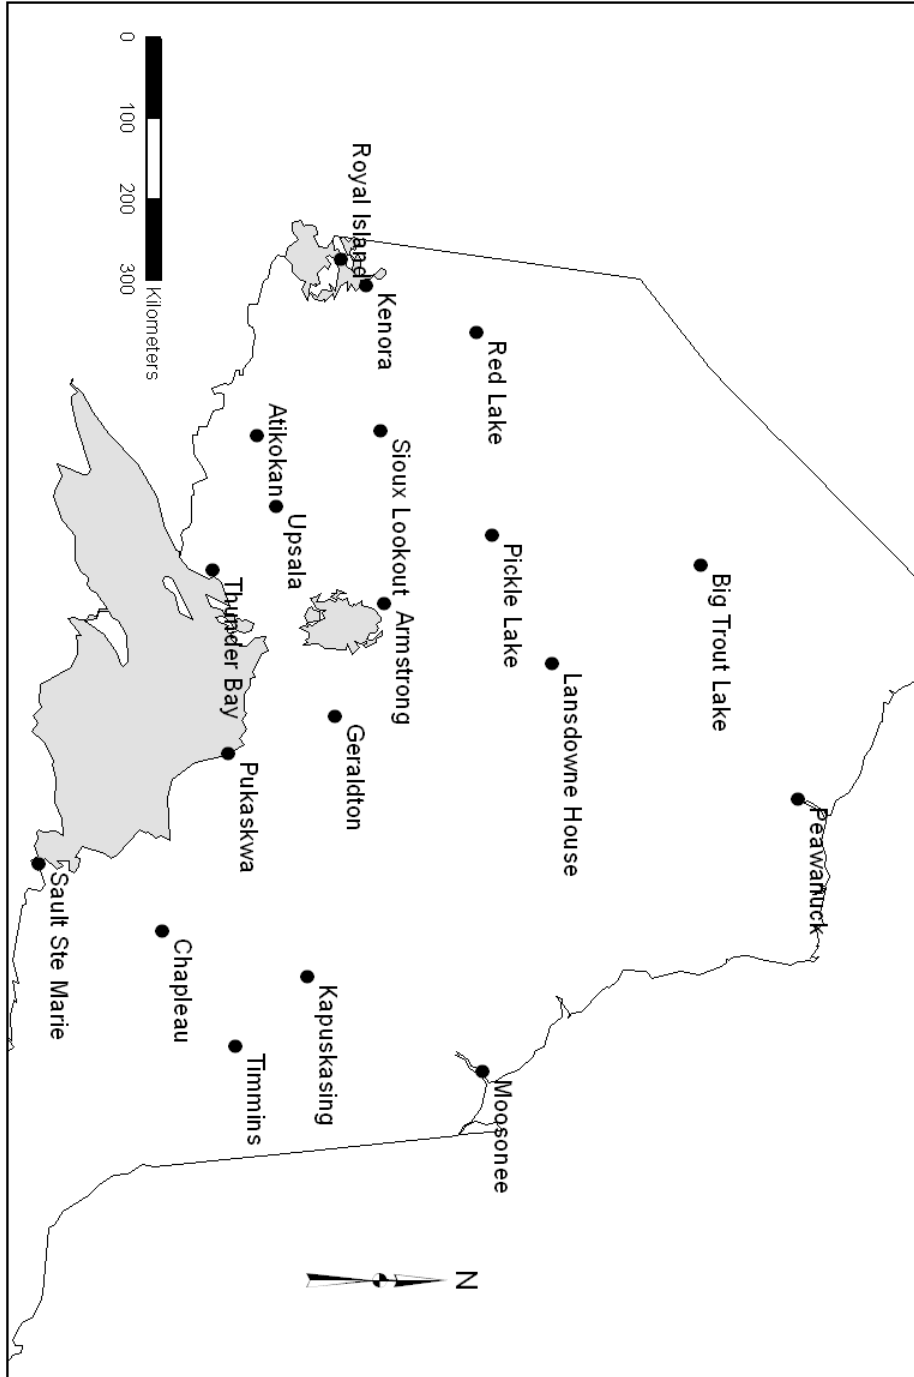 Peawanuck
Big Trout Lake
Lansdowne House
Pickle Lake
Red Lake
Moosonee
Sioux Lookout
Armstrong
Kenora
Royal Island
Geraldton
Kapuskasing
Upsala
Atikokan
Thunder Bay
Pukaskwa
Timmins
Chapleau
Sault Ste Marie
N
0 100 200 300
Kilometers